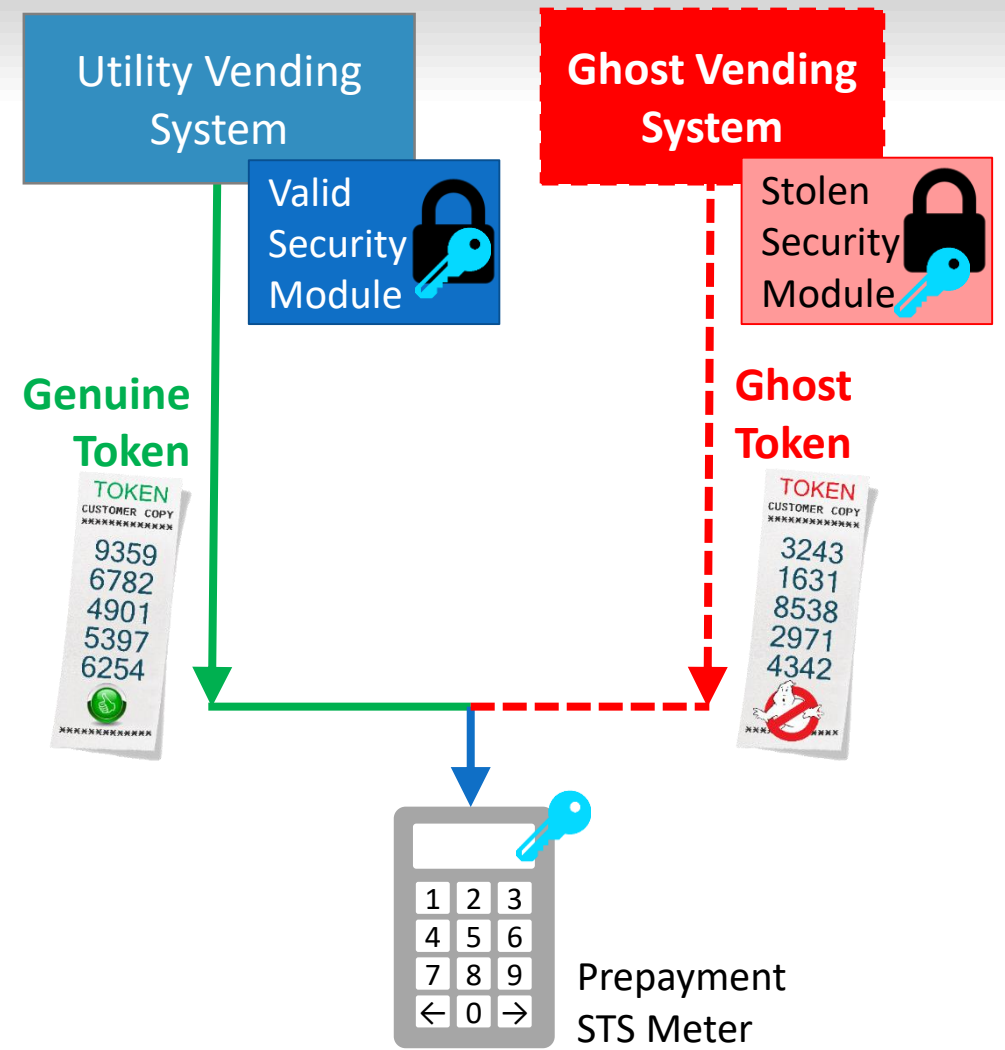 Utility Vending
System
Ghost Vending
System
Valid
Security
Module
Stolen
Security
Module
Genuine
Token
Ghost
Token
TOKEN
CUSTOMER COPY
*************
9359
6782
4901
5397
6254
*************
TOKEN
CUSTOMER COPY
*************
3243
1631
8538
2971
4342
1 2 3
4 5 6
7 8 9
← 0 →
Prepayment
STS Meter